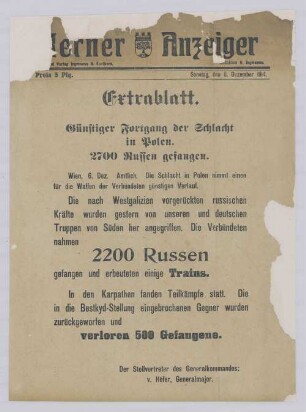 erner Anzeiger
Preis 3 Pfg.
Sonntag, den 6. Dezember 1914.
Extrablatt.
Günstiger Fortgang der Schlacht
in Polen.
2700 Russen gefangen.
Wien, 6. Dez. Amtlich. Die Schlacht in Polen nimmt einen
für die Waffen der Verbündeten günstigen Verlauf.
Die nach Westgalizien vorgerückten russischen
Kräfte wurden gestern von unseren und deutschen
Truppen von Süden her angegriffen. Die Verbündeten
nahmen
2200 Russen
gefangen und erbeuteten einige Trains.
In den Karpathen fanden Teilkämpfe statt. Die
in die Beskyd-Stellung eingebrochenen Gegner wurden
zurückgeworfen und
verloren 500 Gefangene.
Der Stellvertreter des Generalkommandes:
v. Höfer, Generalmajor.